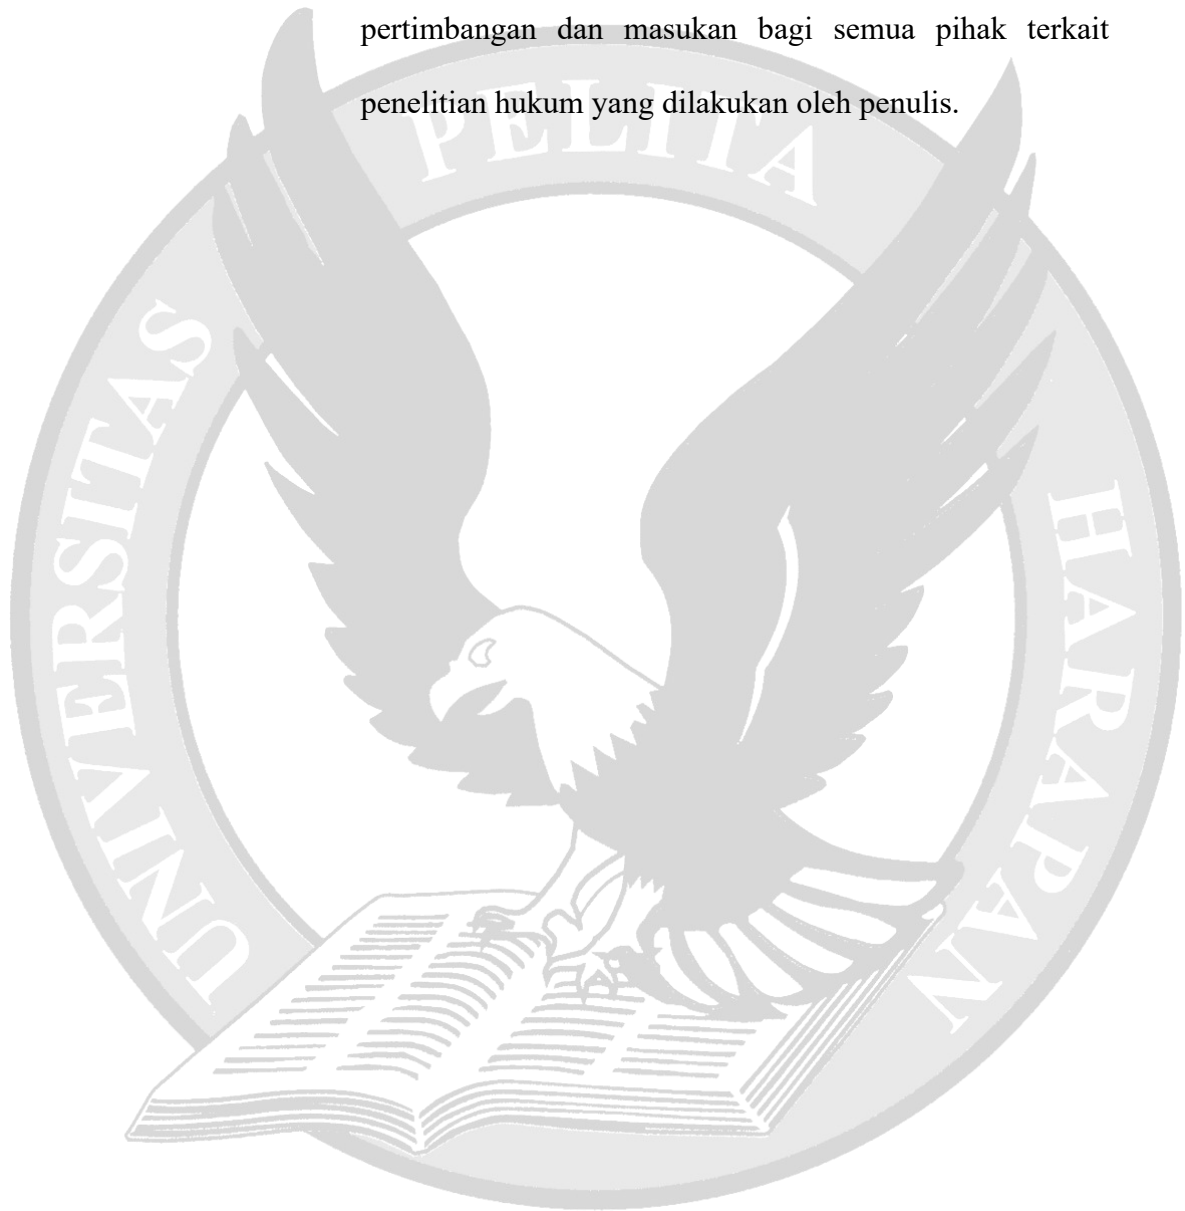 pertimbangan dan masukan bagi semua pihak terkait
penelitian hukum yang dilakukan oleh penulis.
UNIVERSITAS
PELITA
HARAPAN